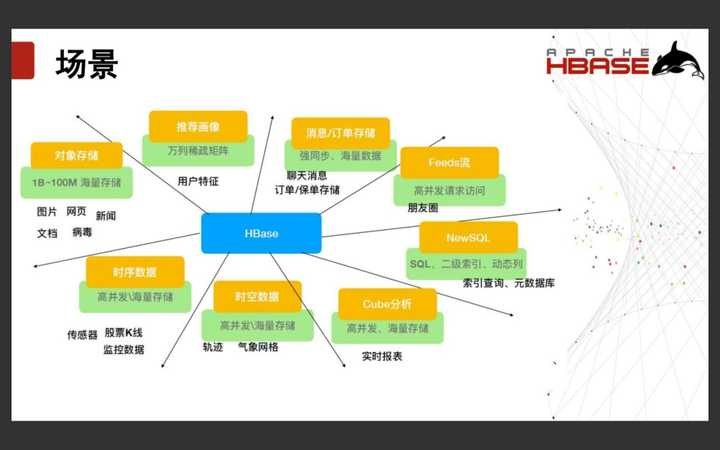 场景
APACHE
HBASE
推荐画像
万列稀疏矩阵
用户特征
消息/订单存储
强同步、海量数据
聊天消息
订单/保单存储
对象存储
1B~100M 海量存储
图片 网页 新闻
文档 病毒
Feeds流
高并发请求访问
朋友圈
HBase
NewSQL
SQL、二级索引、动态列
索引查询、元数据库
时序数据
高并发\海量存储
传感器 股票K线
监控数据
时空数据
高并发\海量存储
轨迹 气象网格
Cube分析
高并发、海量存储
实时报表